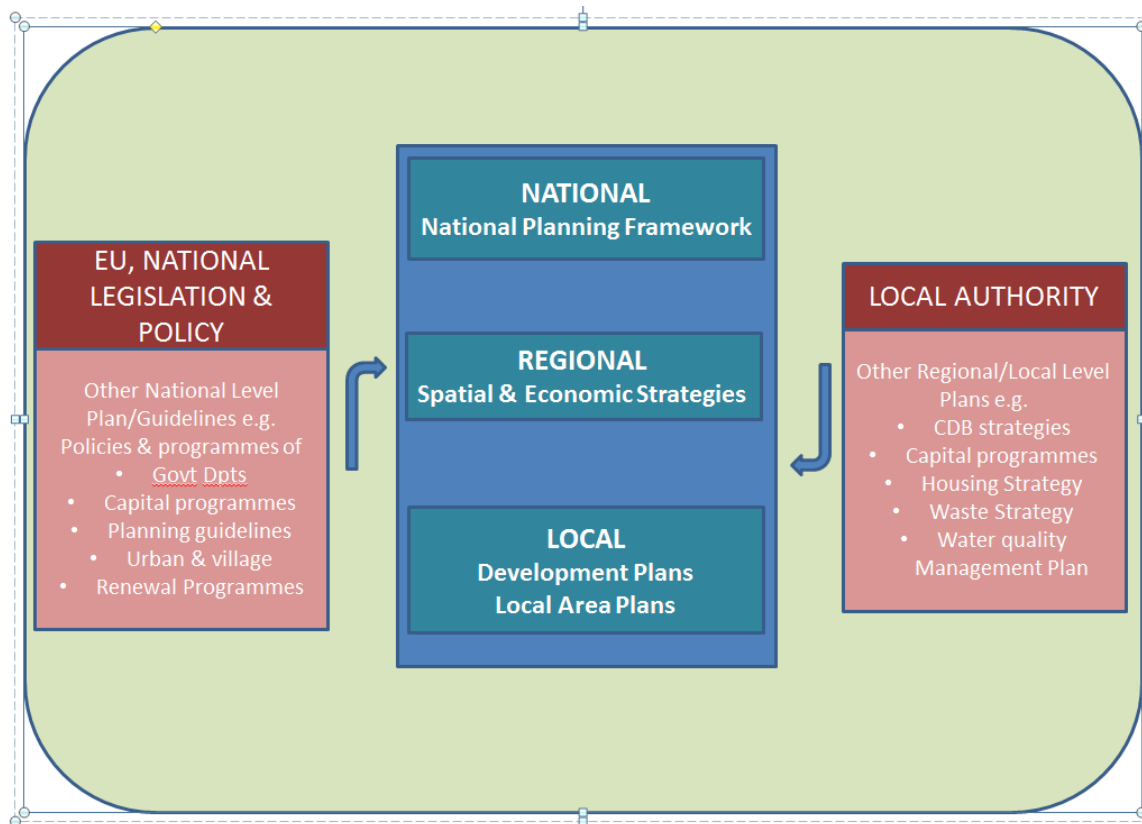 NATIONAL
National Planning Framework
EU, NATIONAL
LEGISLATION &
POLICY
Other National Level
Plan/Guidelines e.g.
Policies & programmes of
• Govt Dpts
• Capital programmes
• Planning guidelines
• Urban & village
• Renewal Programmes
REGIONAL
Spatial & Economic Strategies
LOCAL
Development Plans
Local Area Plans
LOCAL AUTHORITY
Other Regional/Local Level
Plans e.g.
• CDB strategies
• Capital programmes
• Housing Strategy
• Waste Strategy
• Water quality
Management Plan